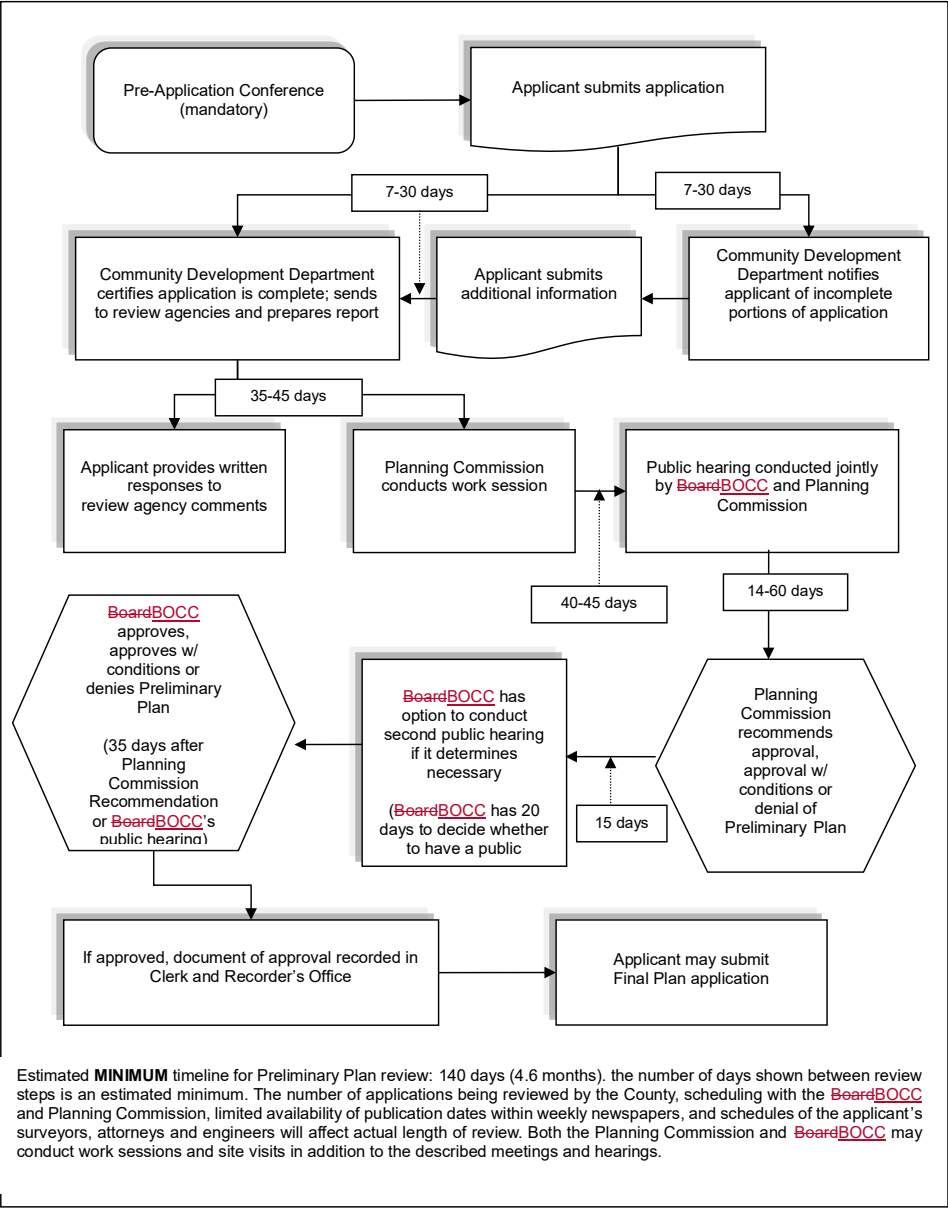 Pre-Application Conference
(mandatory)
Applicant submits application
7-30 days
7-30 days
Community Development Department
certifies application is complete; sends
to review agencies and prepares report
Applicant submits
additional information
Community Development
Department notifies
applicant of incomplete
portions of application
35-45 days
Applicant provides written
responses to
review agency comments
Planning Commission
conducts work session
Public hearing conducted jointly
by BoardBOCC and Planning
Commission
40-45 days
14-60 days
BoardBOCC
approves,
approves w/
conditions or
denies Preliminary
Plan
(35 days after
Planning
Commission
Recommendation
or BoardBOCC's
public hearing)
BoardBOCC has
option to conduct
second public hearing
if it determines
necessary
(BoardBOCC has 20
days to decide whether
to have a public
15 days
Planning
Commission
recommends
approval,
approval w/
conditions or
denial of
Preliminary Plan
If approved, document of approval recorded in
Clerk and Recorder's Office
Applicant may submit
Final Plan application
Estimated MINIMUM timeline for Preliminary Plan review: 140 days (4.6 months). the number of days shown between review
steps is an estimated minimum. The number of applications being reviewed by the County, scheduling with the BoardBOCC
and Planning Commission, limited availability of publication dates within weekly newspapers, and schedules of the applicant's
surveyors, attorneys and engineers will affect actual length of review. Both the Planning Commission and BoardBOCC may
conduct work sessions and site visits in addition to the described meetings and hearings.